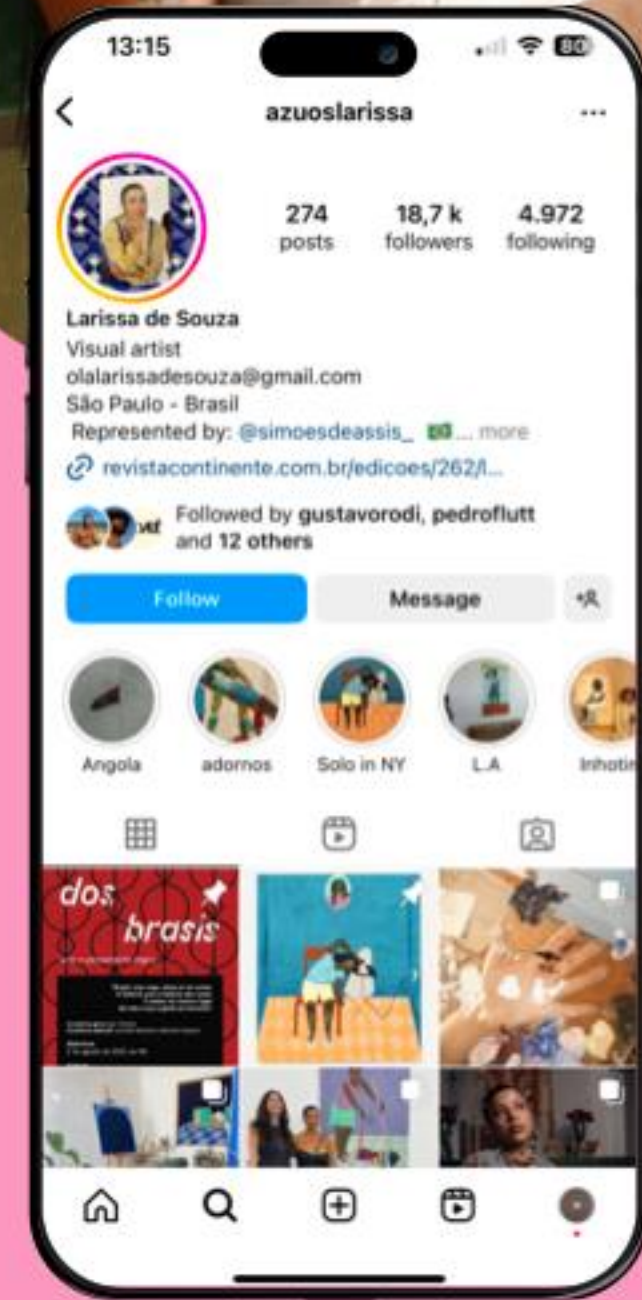 13:15
80
azuoslarissa
274
posts
18,7 k
followers
4.972
following
Larissa de Souza
Visual artist
olalarissadesouza@gmail.com
São Paulo - Brasil
Represented by: @simoesdeassis_ ... more
revistacontinente.com.br/edicoes/262/l...
Followed by gustavorodi, pedroflutt
and 12 others
Follow
Message
Angola
adornos
Solo in NY
L.A
Inhotim
dos
brasis